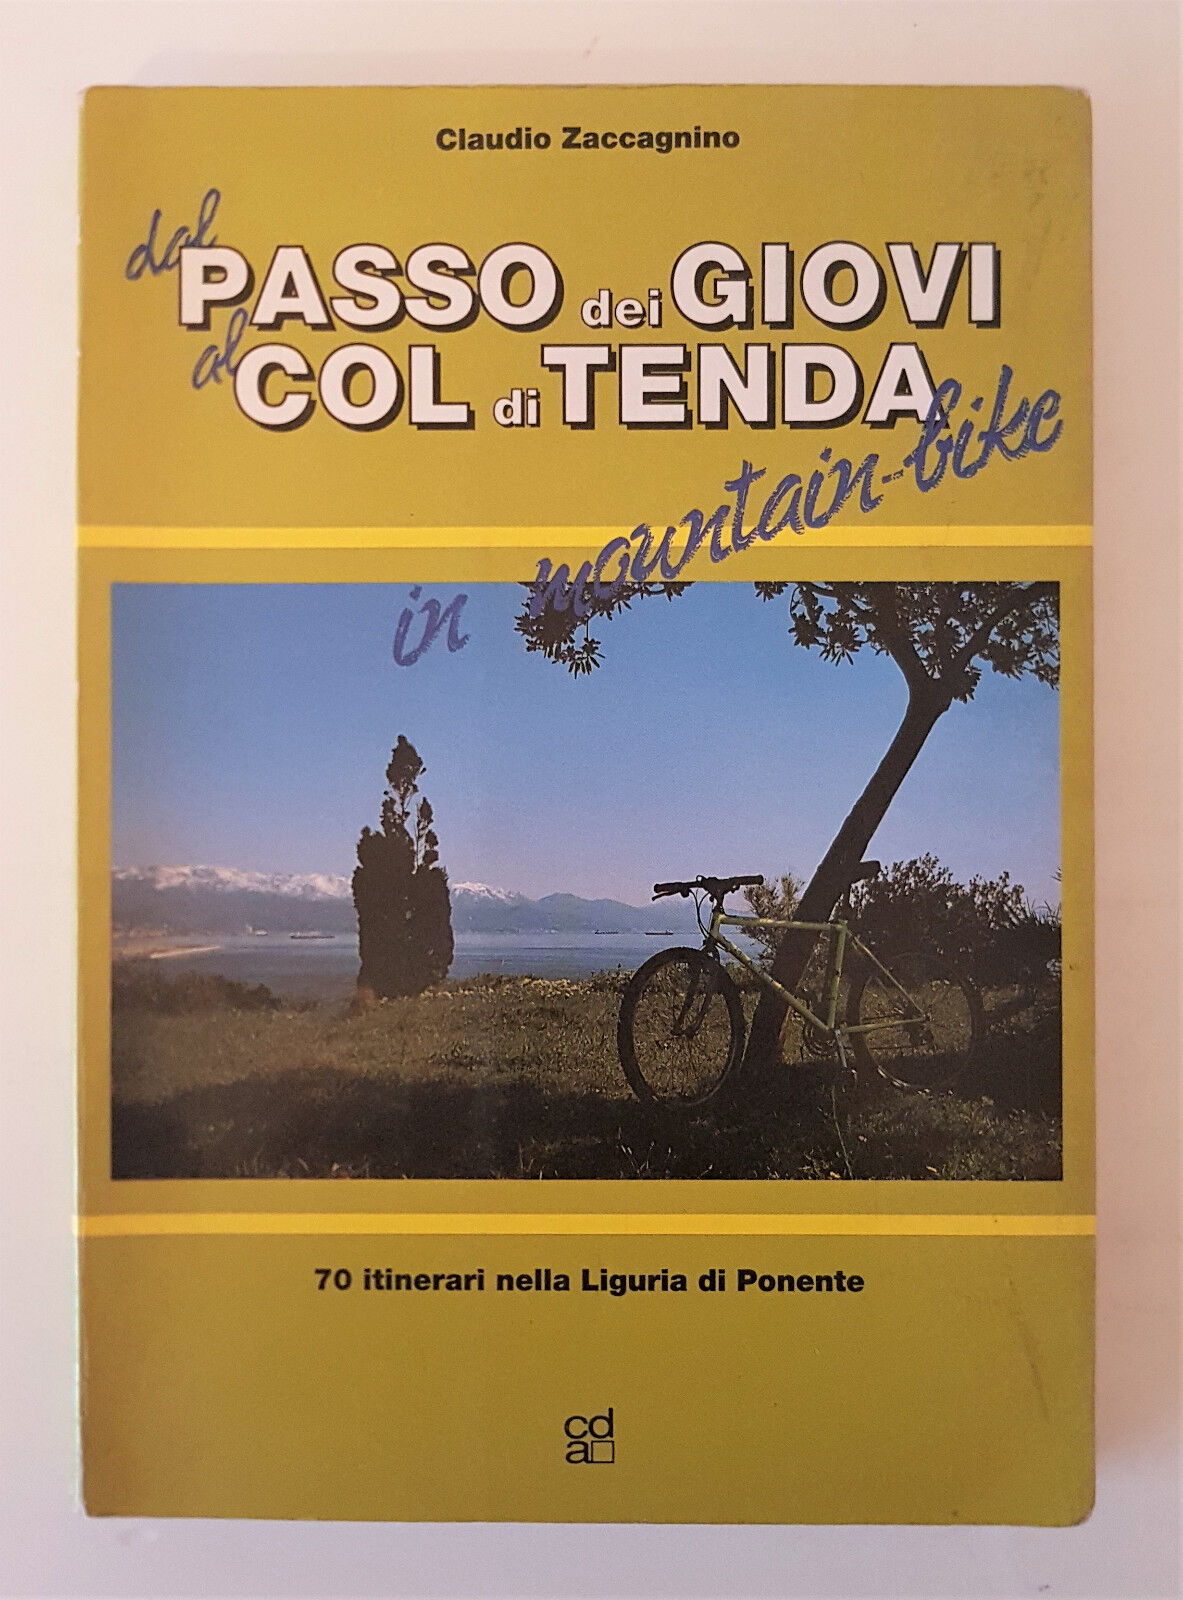 Claudio Zaccagnino
dal
PASSO dei GIOVI
al COL di TENDA
in mountain-bike
70 itinerari nella Liguria di Ponente
cd
a